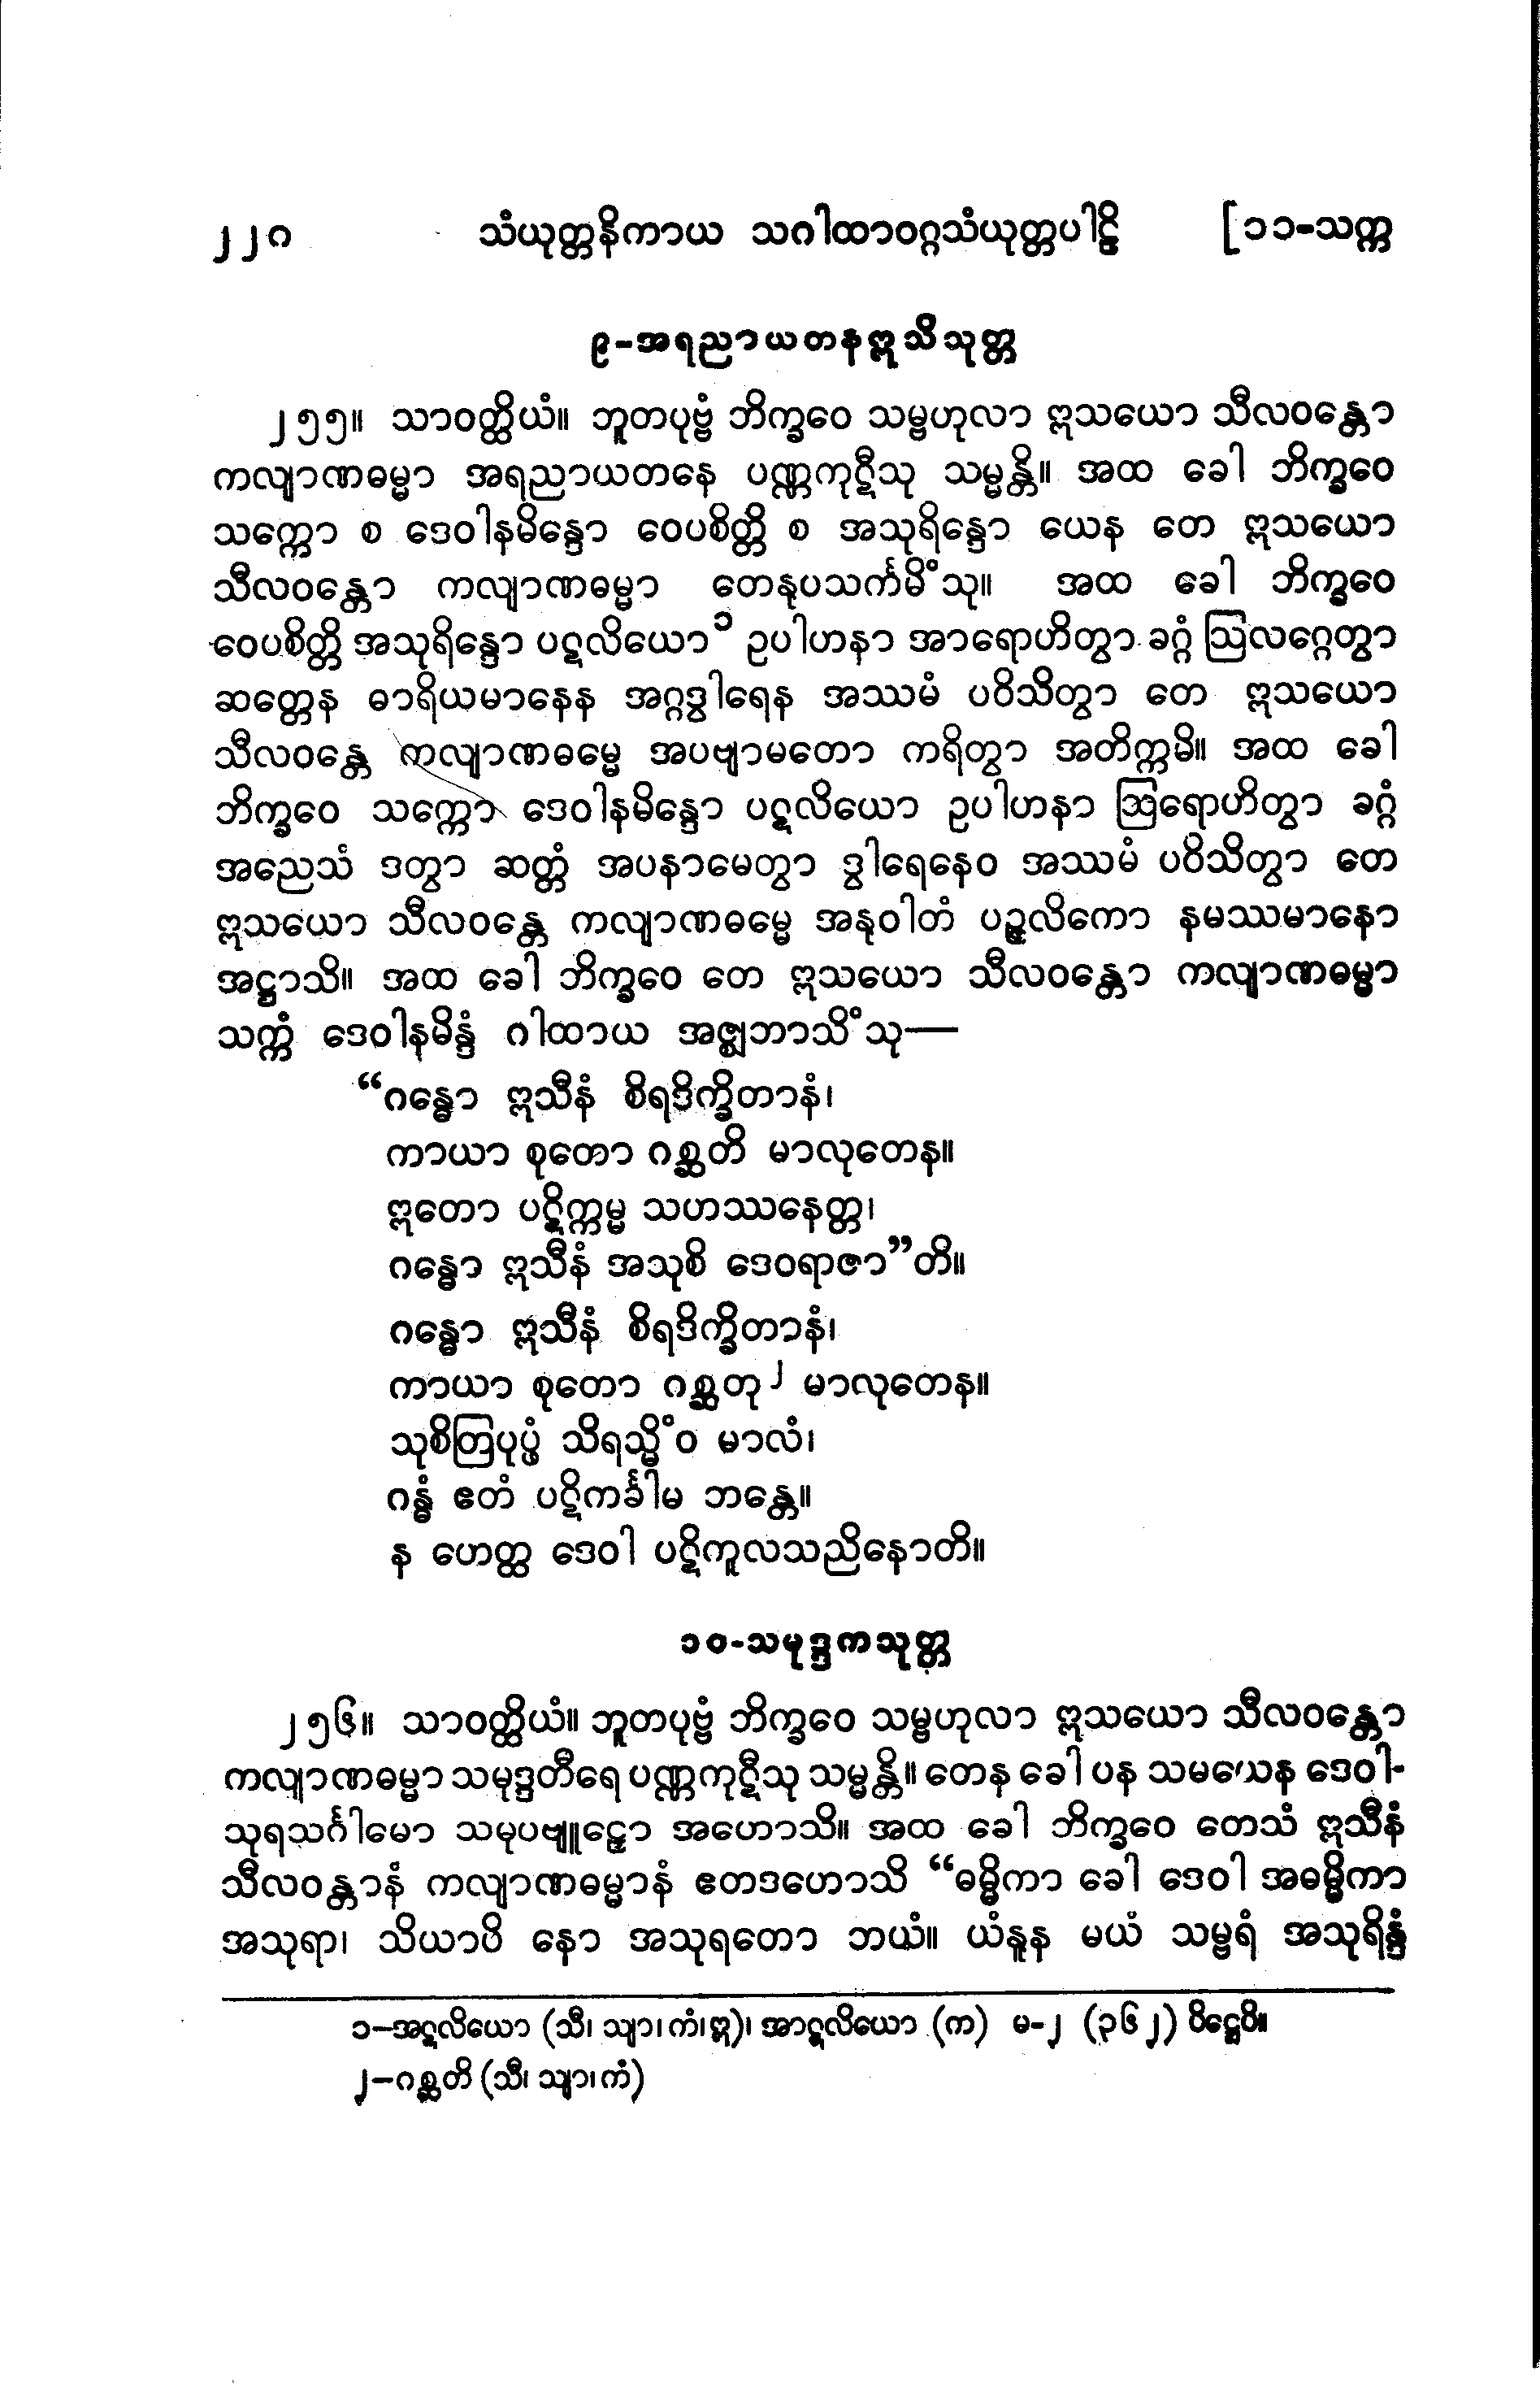 ၂၂၈ သံယုတ္တနိကာယ သဂါထာဝဂ္ဂသံယုတ္တပါဠိ [၁၁-သက္က
၉-အရညာယတနဣသိသုတ္တ
၂၅၅။ သာဝတ္ထိယံ။ ဘူတပုဗ္ဗံ ဘိက္ခဝေ သမ္ဗဟုလာ ဣသယော သီလဝန္တော
ကလျာဏဓမ္မာ အရညာယတနေ ပဏ္ဏကုဋီသု သမ္မန္တိ။ အထ ခေါ ဘိက္ခဝေ
သက္ကော စ ဒေဝါနမိန္ဒော ဝေပစိတ္တိ စ အသုရိန္ဒော ယေန တေ ဣသယော
သီလဝန္တော ကလျာဏဓမ္မာ တေနုပသင်္ကမိံသု။ အထ ခေါ ဘိက္ခဝေ
ဝေပစိတ္တိ အသုရိန္ဒော ပဋလိယော ၁ ဥပါဟနာ အာရောဟိတွာ ခဂ္ဂံ ဩလဂ္ဂေတွာ
ဆတ္တေန ဓာရိယမာနေန အဂ္ဂဒွါရေန အဿမံ ပဝိသိတွာ တေ ဣသယော
သီလဝန္တေ ကလျာဏဓမ္မေ အပဗျာမတော ကရိတွာ အတိက္ကမိ။ အထ ခေါ
ဘိက္ခဝေ သက္ကော ဒေဝါနမိန္ဒော ပဋလိယော ဥပါဟနာ ဩရောဟိတွာ ခဂ္ဂံ
အညေသံ ဒတွာ ဆတ္တံ အပနာမေတွာ ဒွါရေနေဝ အဿမံ ပဝိသိတွာ တေ
ဣသယော သီလဝန္တေ ကလျာဏဓမ္မေ အနုဝါတံ ပဉ္ဇလိကော နမဿမာနော
အဋ္ဌာသိ။ အထ ခေါ ဘိက္ခဝေ တေ ဣသယော သီလဝန္တော ကလျာဏဓမ္မာ
သက္ကံ ဒေဝါနမိန္ဒံ ဂါထာယ အဇ္ဈဘာသိံသု—
“ဂန္ဓော ဣသီနံ စိရဒိက္ခိတာနံ၊
ကာယာ စုတော ဂစ္ဆတိ မာလုတေန။
ဣတော ပဋိက္ကမ္မ သဟဿနေတ္တ၊
ဂန္ဓော ဣသီနံ အသုစိ ဒေဝရာဇာ”တိ။
ဂန္ဓော ဣသီနံ စိရဒိက္ခိတာနံ၊
ကာယာ စုတော ဂစ္ဆတု ၂ မာလုတေန။
သုစိတြပုပ္ဖံ သိရသ္မိံဝ မာလံ၊
ဂန္ဓံ ဧတံ ပဋိကင်္ခါမ ဘန္တေ။
န ဟေတ္ထ ဒေဝါ ပဋိကူလသညိနောတိ။
၁၀-သမုဒ္ဒကသုတ္တ
၂၅၆။ သာဝတ္ထိယံ။ ဘူတပုဗ္ဗံ ဘိက္ခဝေ သမ္ဗဟုလာ ဣသယော သီလဝန္တော
ကလျာဏဓမ္မာ သမုဒ္ဒတီရေ ပဏ္ဏကုဋီသု သမ္မန္တိ။ တေန ခေါ ပန သမယေန ဒေဝါ-
သုရသင်္ဂါမော သမုပဗျူဠှော အဟောသိ။ အထ ခေါ ဘိက္ခဝေ တေသံ ဣသီနံ
သီလဝန္တာနံ ကလျာဏဓမ္မာနံ ဧတဒဟောသိ “ဓမ္မိကာ ခေါ ဒေဝါ အဓမ္မိကာ
အသုရာ၊ သိယာပိ နော အသုရတော ဘယံ။ ယံနူန မယံ သမ္ဗရံ အသုရိန္ဒံ
၁-အဋလိယော (သီ၊ သျာ၊ ကံ၊ ဣ)၊ အာဋလိယော (က) မ-၂ (၃၆၂) ပိဋ္ဌေပိ။
၂-ဂစ္ဆတိ (သီ၊ သျာ၊ ကံ)